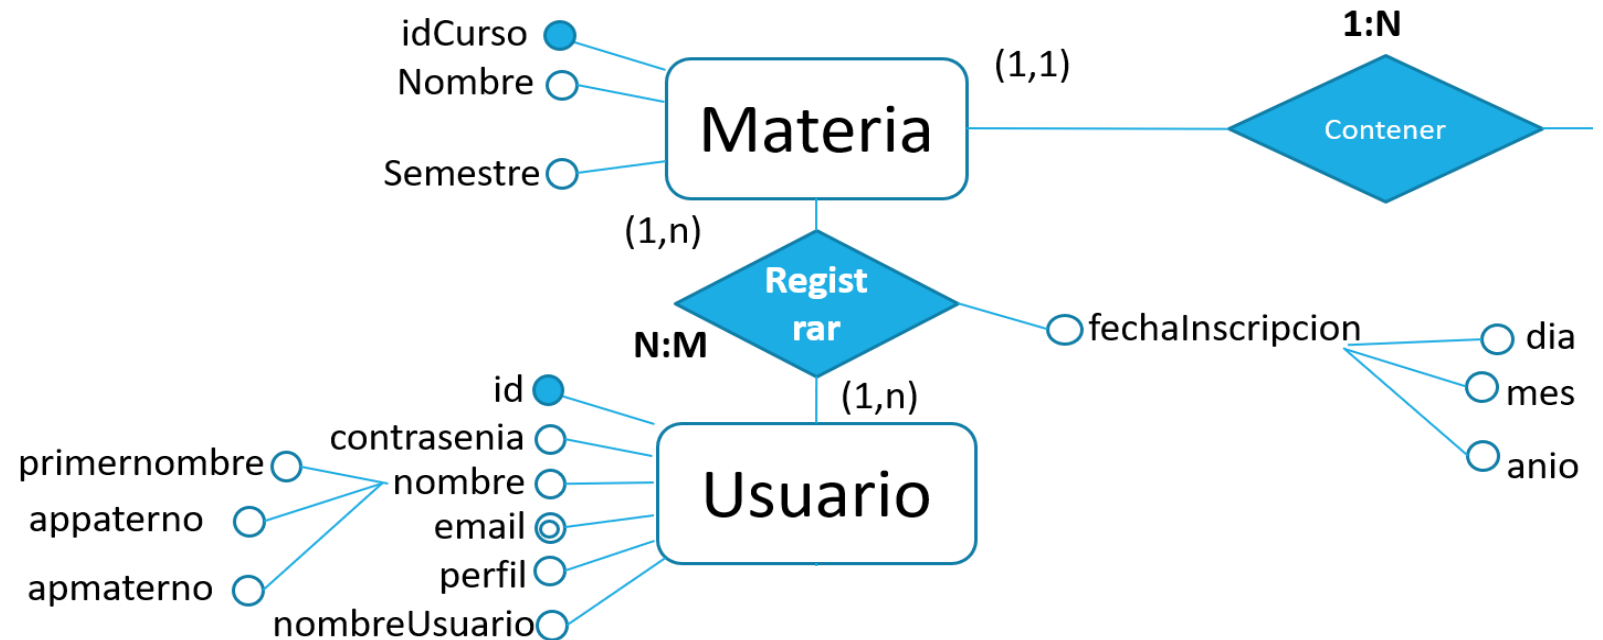 idCurso
Nombre
Semestre
Materia
(1,1)
1:N
Contener
(1,n)
Regist
rar
N:M
fechaInscripcion
dia
mes
anio
(1,n)
id
contrasenia
nombre
email
perfil
nombreUsuario
primernombre
appaterno
apmaterno
Usuario